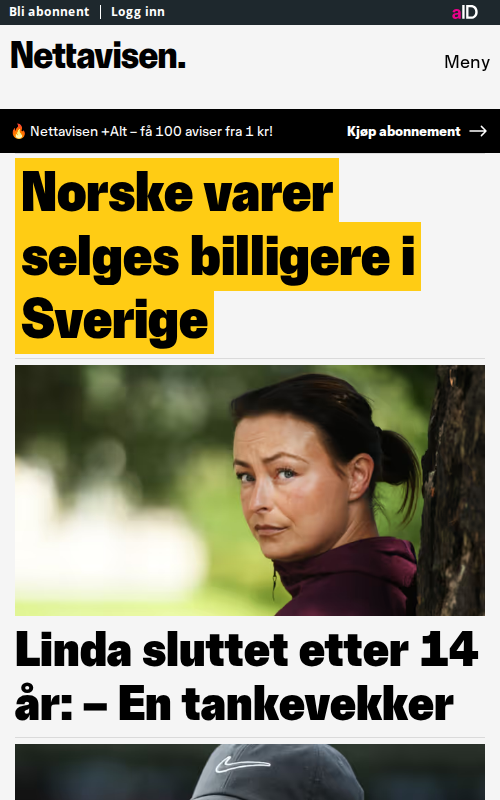 Bli abonnent
Logg inn
aID
Nettavisen.
Meny
🔥 Nettavisen +Alt – få 100 aviser fra 1 kr!
Kjøp abonnement →
Norske varer
selges billigere i
Sverige
Linda sluttet etter 14
år: – En tankevekker